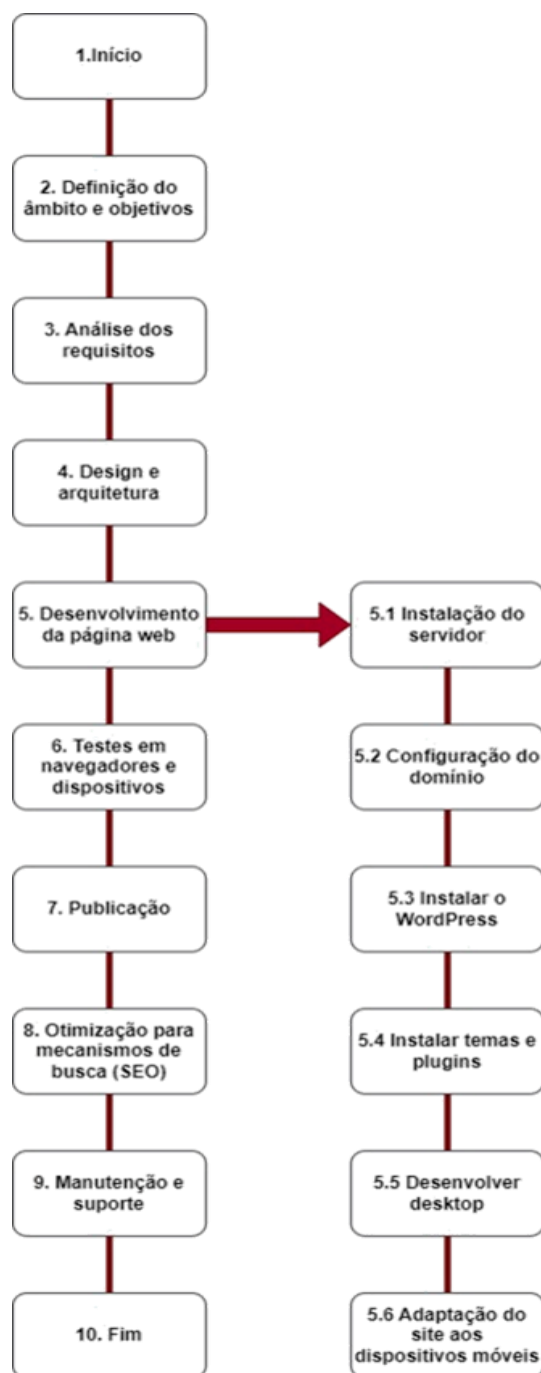 1.Início
2. Definição do
âmbito e objetivos
3. Análise dos
requisitos
4. Design e
arquitetura
5. Desenvolvimento
da página web
6. Testes em
navegadores e
dispositivos
7. Publicação
8. Otimização para
mecanismos de
busca (SEO)
9. Manutenção e
suporte
10. Fim
5.1 Instalação do
servidor
5.2 Configuração do
domínio
5.3 Instalar o
WordPress
5.4 Instalar temas e
plugins
5.5 Desenvolver
desktop
5.6 Adaptação do
site aos
dispositivos móveis